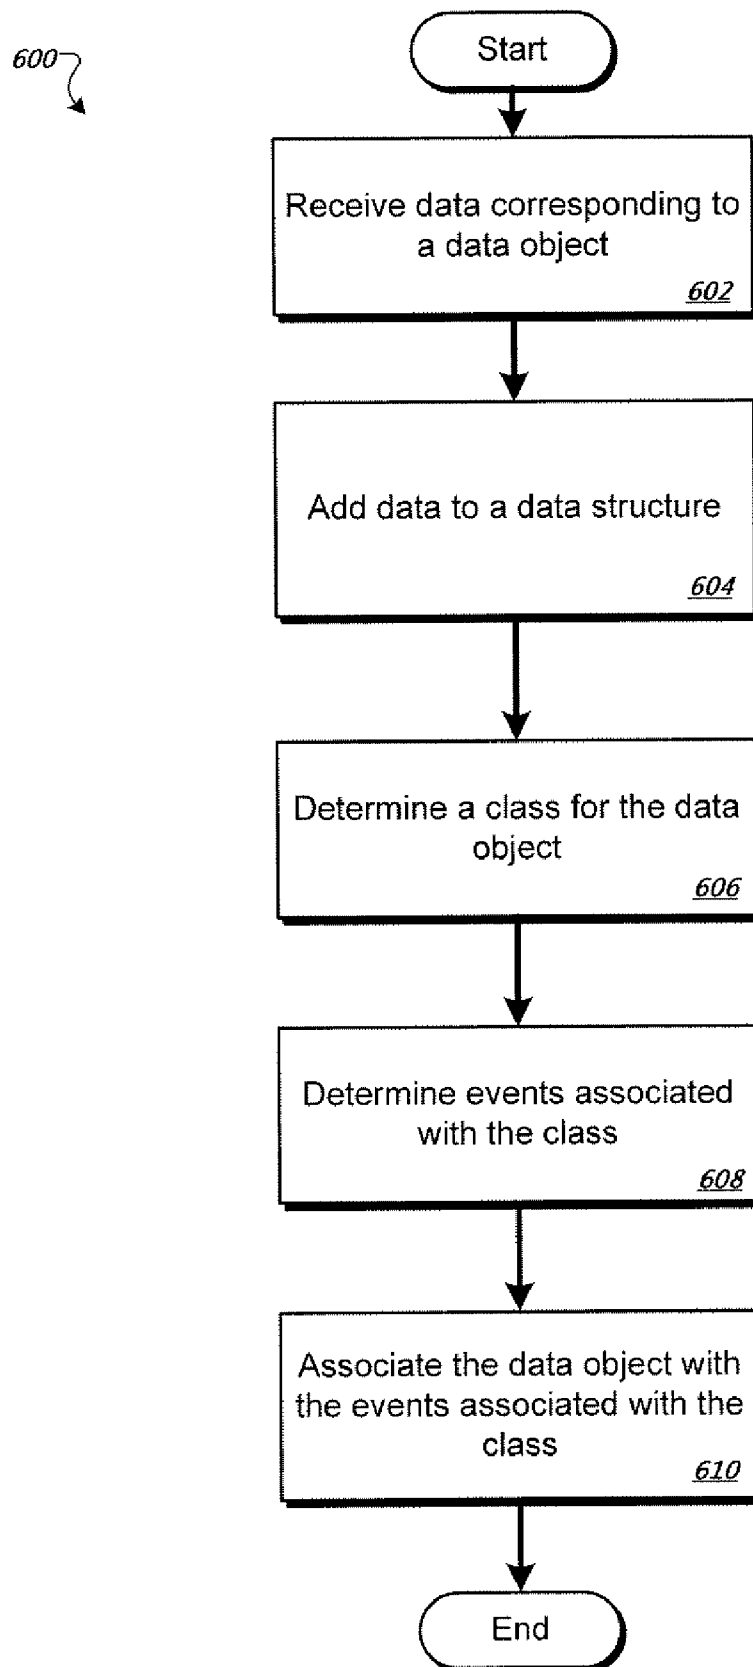 600
Start
Receive data corresponding to
a data object
602
Add data to a data structure
604
Determine a class for the data
object
606
Determine events associated
with the class
608
Associate the data object with
the events associated with the
class
610
End